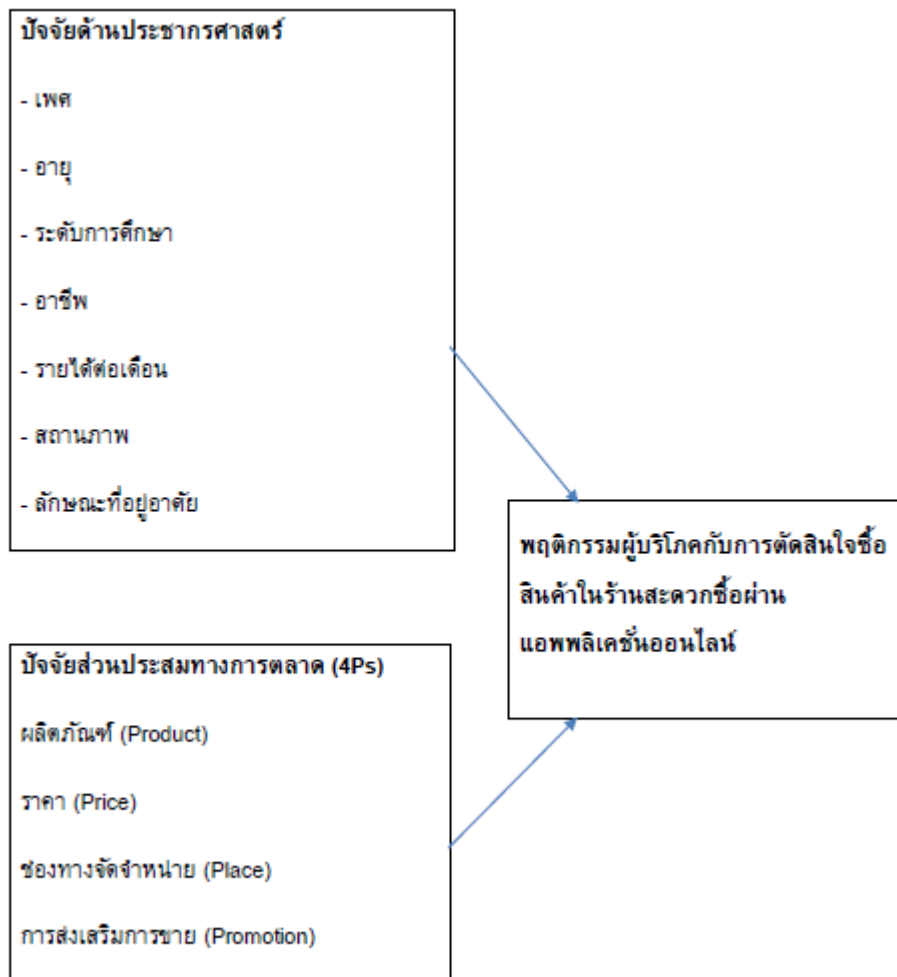 ปัจจัยด้านประชากรศาสตร์
- เพศ
- อายุ
- ระดับการศึกษา
- อาชีพ
- รายได้ต่อเดือน
- สถานภาพ
- ลักษณะที่อยู่อาศัย
พฤติกรรมผู้บริโภคกับการตัดสินใจซื้อ
สินค้าในร้านสะดวกซื้อผ่าน
แอพพลิเคชั่นออนไลน์
ปัจจัยส่วนประสมทางการตลาด (4Ps)
ผลิตภัณฑ์ (Product)
ราคา (Price)
ช่องทางจัดจำหน่าย (Place)
การส่งเสริมการขาย (Promotion)